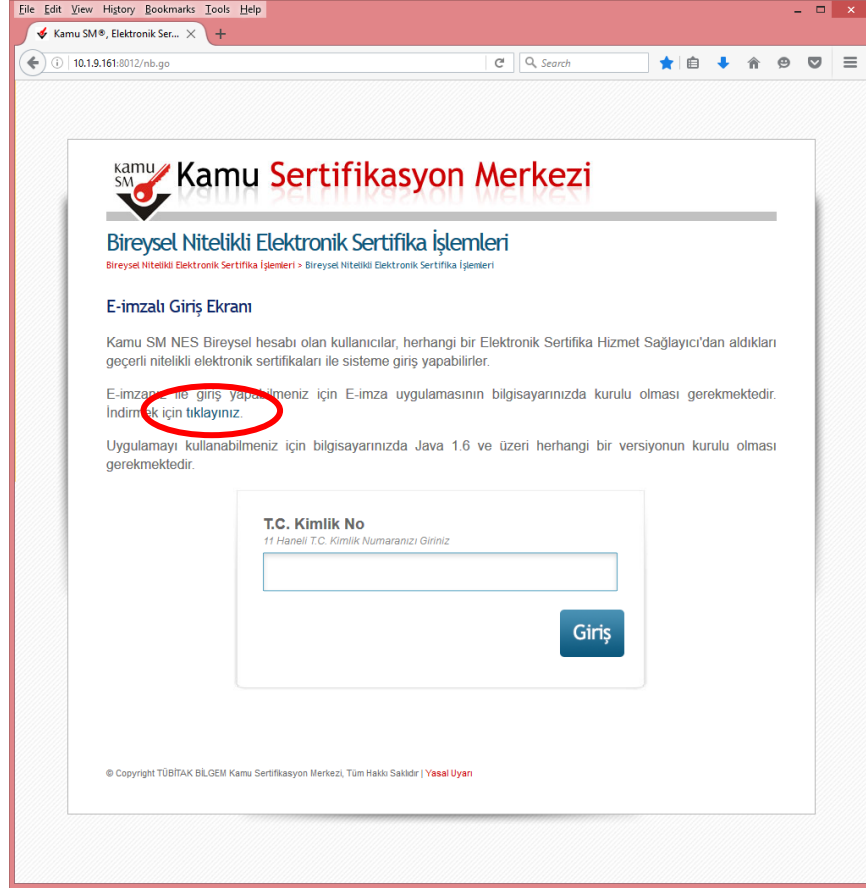 File Edit View History Bookmarks Tools Help
Kamu SM®, Elektronik Ser...
10.1.9.161:8012/nb.go
Search
Kamu SM
Kamu Sertifikasyon Merkezi
Bireysel Nitelikli Elektronik Sertifika İşlemleri
Bireysel Nitelikli Elektronik Sertifika İşlemleri > Bireysel Nitelikli Elektronik Sertifika İşlemleri
E-imzalı Giriş Ekranı
Kamu SM NES Bireysel hesabı olan kullanıcılar, herhangi bir Elektronik Sertifika Hizmet Sağlayıcı'dan aldıkları
geçerli nitelikli elektronik sertifikaları ile sisteme giriş yapabilirler.
E-imzanız ile giriş yapabilmeniz için E-imza uygulamasının bilgisayarınızda kurulu olması gerekmektedir.
İndirmek için tıklayınız.
Uygulamayı kullanabilmeniz için bilgisayarınızda Java 1.6 ve üzeri herhangi bir versiyonun kurulu olması
gerekmektedir.
T.C. Kimlik No
11 Haneli T.C. Kimlik Numaranızı Giriniz
Giriş
© Copyright TÜBİTAK BİLGEM Kamu Sertifikasyon Merkezi, Tüm Hakkı Saklıdır | Yasal Uyarı